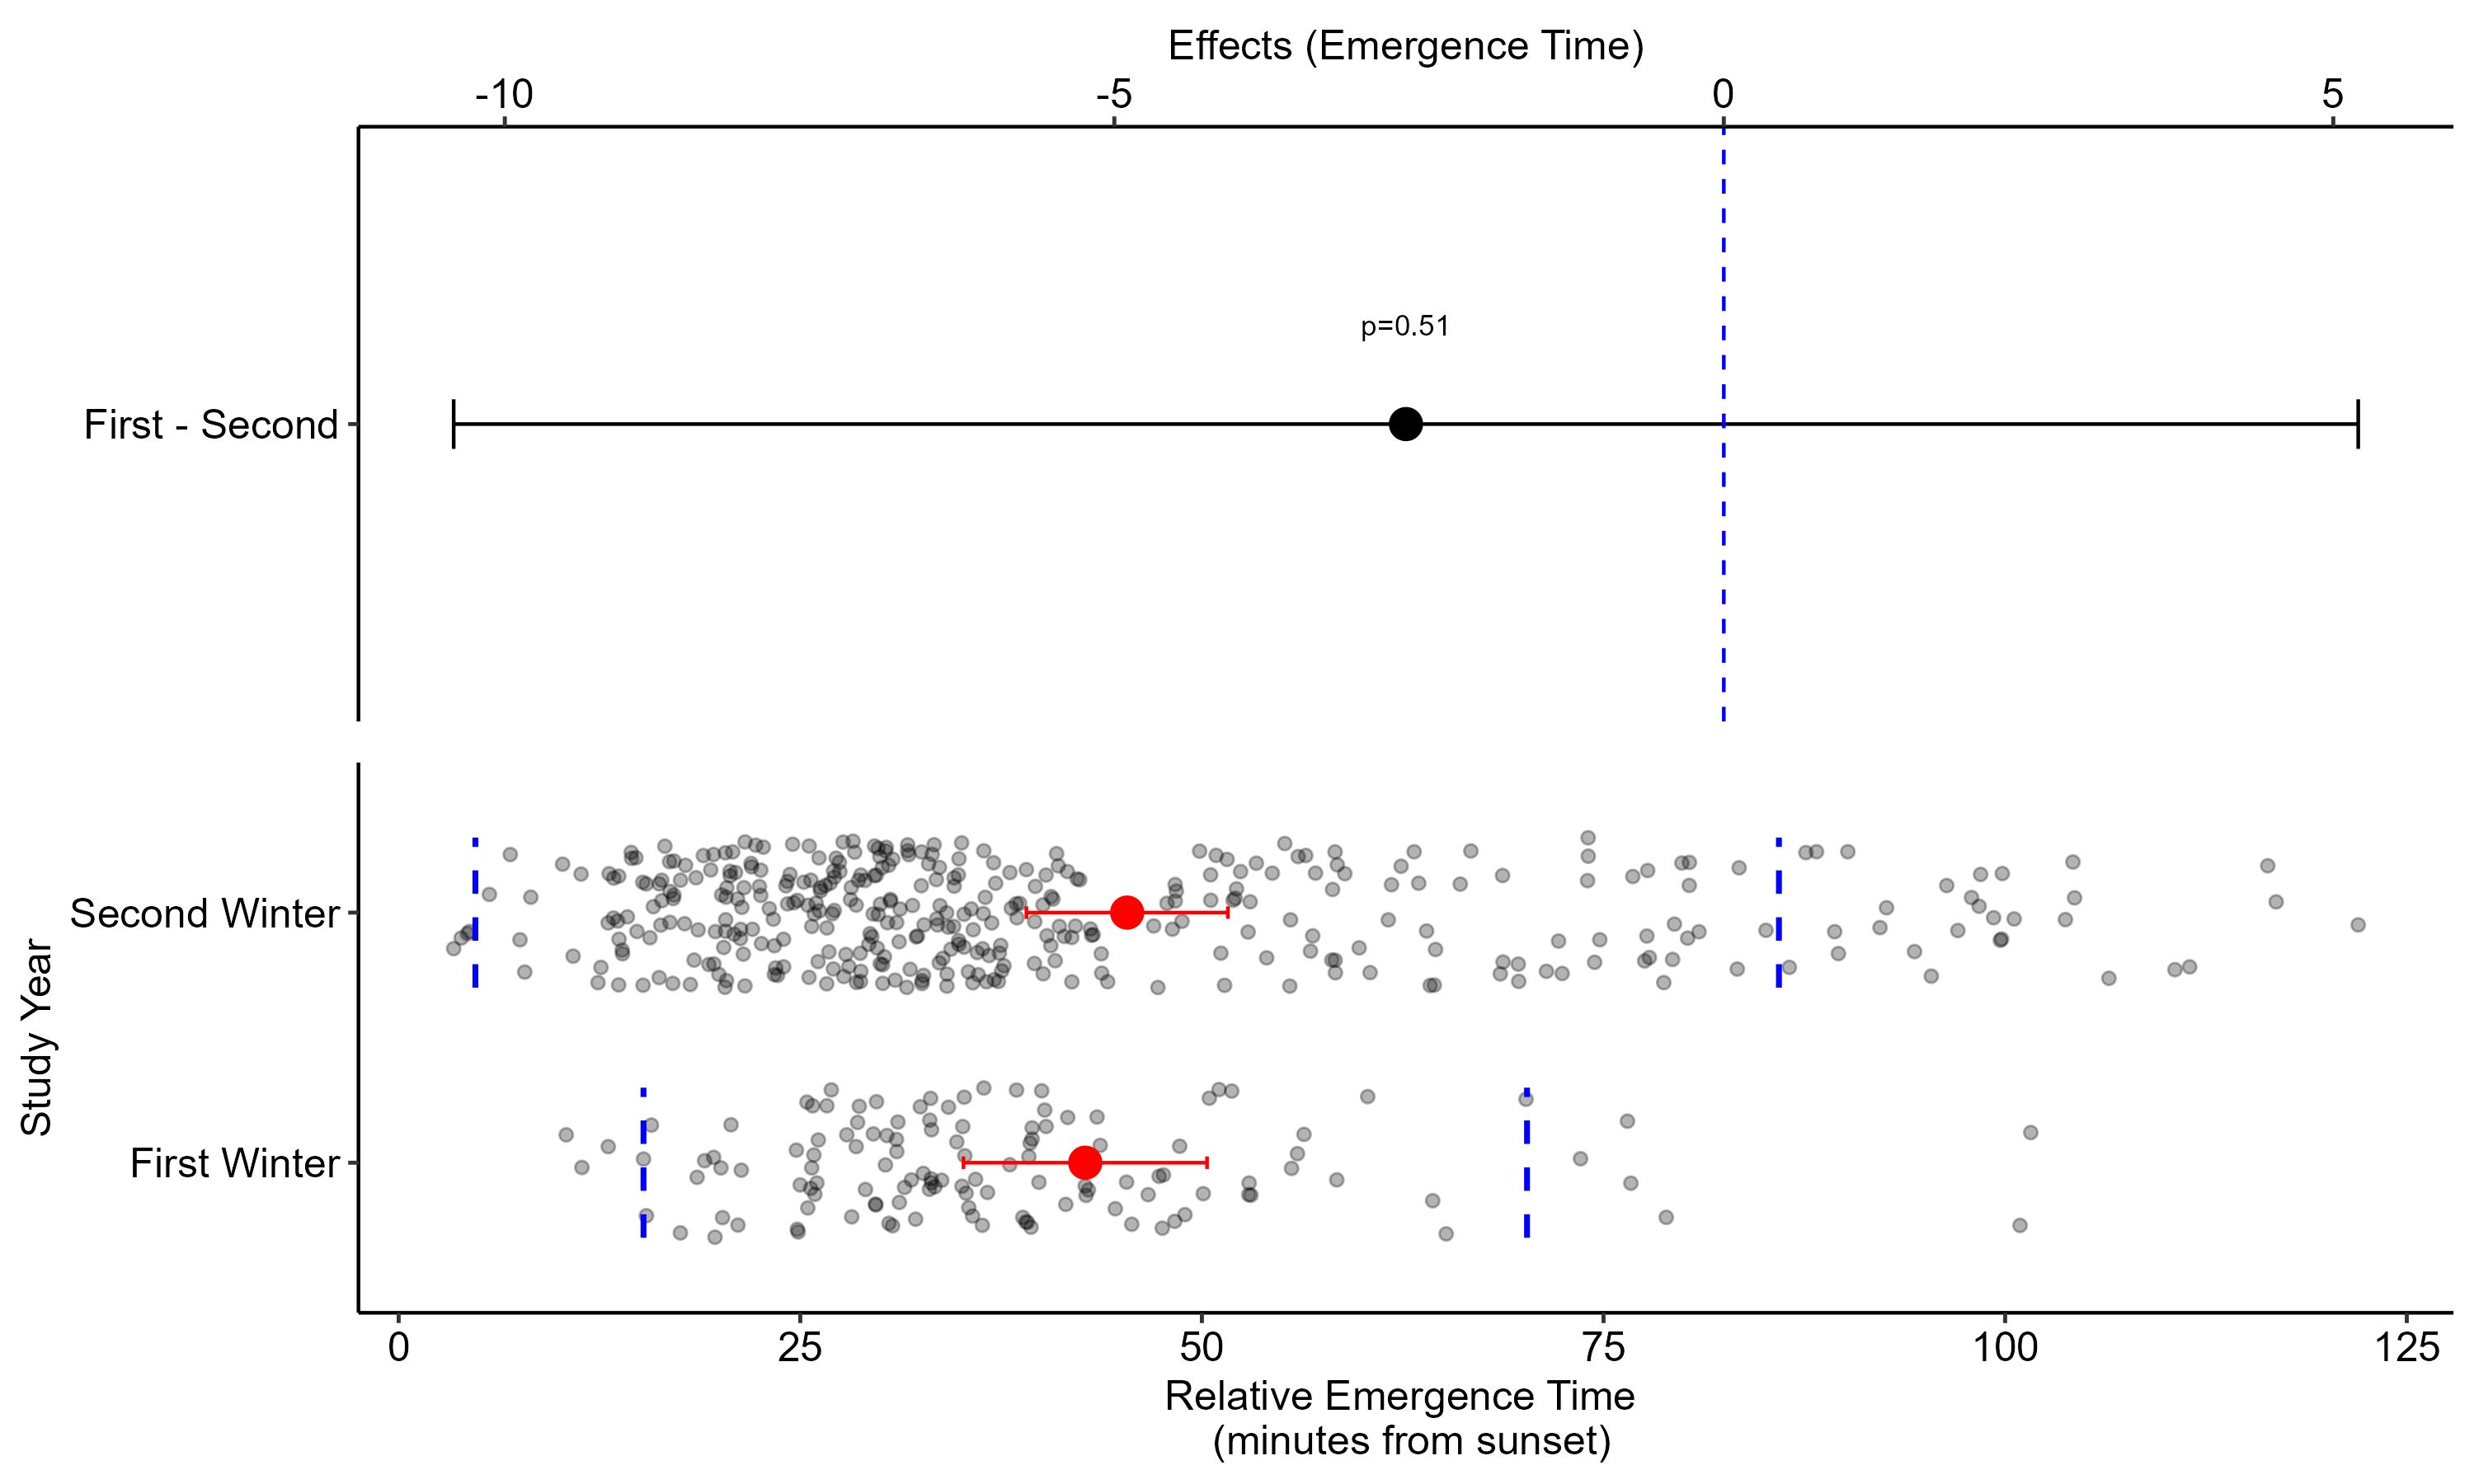 Effects (Emergence Time)
-10 -5 0 5
p=0.51
First - Second
Second Winter
Study Year
First Winter
0 25 50 75 100 125
Relative Emergence Time
(minutes from sunset)